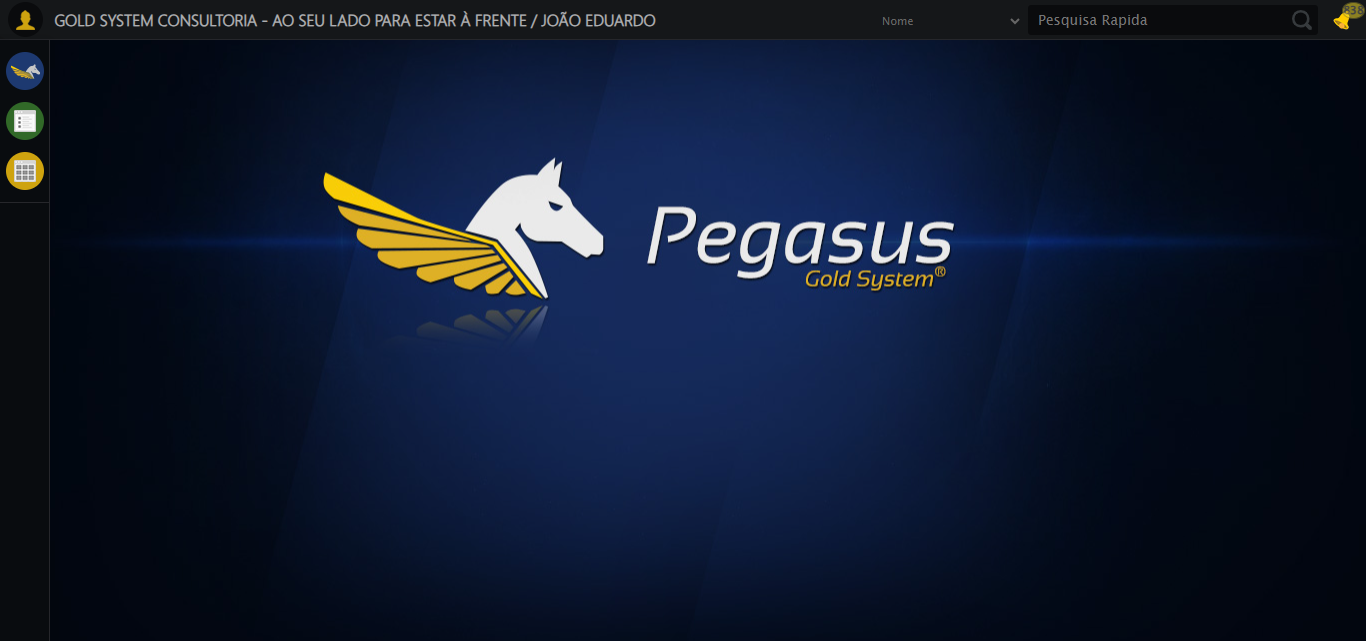 GOLD SYSTEM CONSULTORIA - AO SEU LADO PARA ESTAR À FRENTE / JOÃO EDUARDO
Nome
Pesquisa Rapida
Pegasus
Gold System®